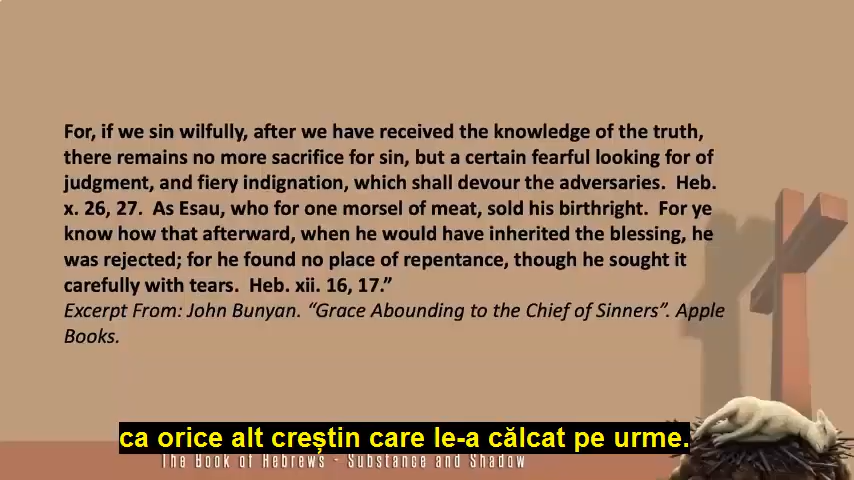 For, if we sin wilfully, after we have received the knowledge of the truth,
there remains no more sacrifice for sin, but a certain fearful looking for of
judgment, and fiery indignation, which shall devour the adversaries.  Heb.
x. 26, 27.  As Esau, who for one morsel of meat, sold his birthright.  For ye
know how that afterward, when he would have inherited the blessing, he
was rejected; for he found no place of repentance, though he sought it
carefully with tears.  Heb. xii. 16, 17.”
Excerpt From: John Bunyan. “Grace Abounding to the Chief of Sinners”. Apple
Books.
ca orice alt creștin care le-a călcat pe urme.
The Book of Hebrews - Substance and Shadow